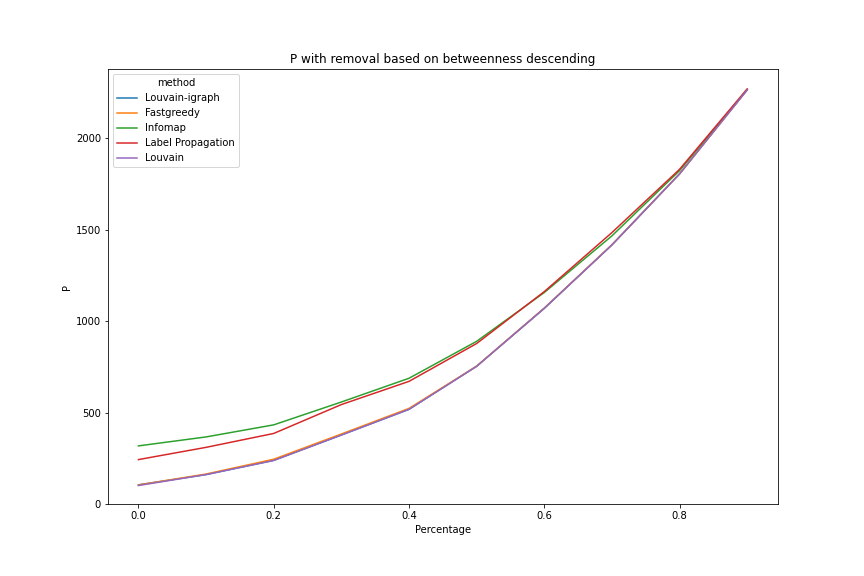 P with removal based on betweenness descending
method
Louvain-igraph
Fastgreedy
Infomap
Label Propagation
Louvain
2000
1500
1000
500
0
P
0.0 0.2 0.4 0.6 0.8
Percentage